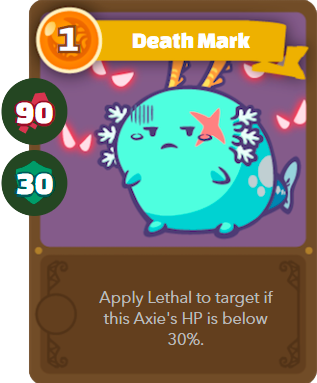 1
Death Mark
90
30
Apply Lethal to target if
this Axie's HP is below
30%.